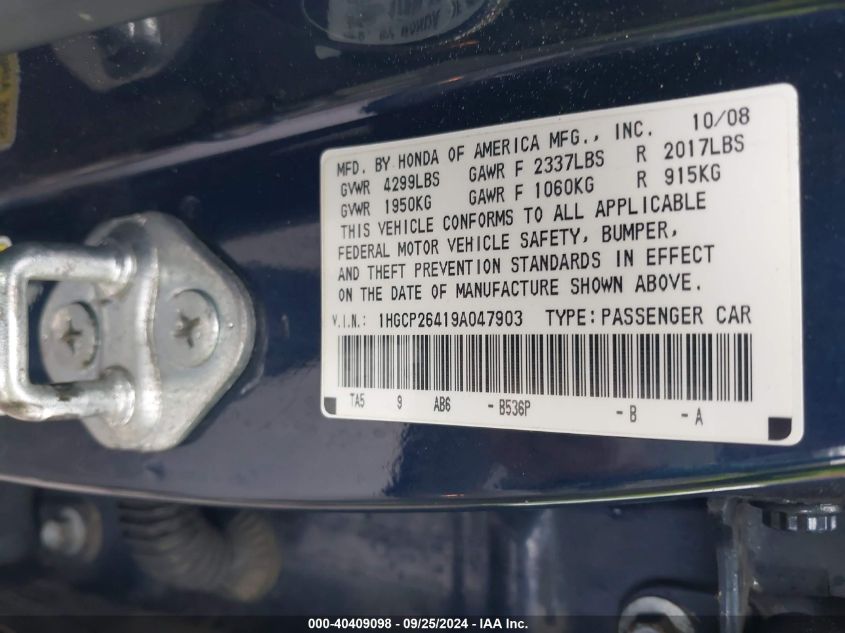 MFD. BY HONDA OF AMERICA MFG., INC. 10/08
GVWR 4299LBS GAWR F 2337LBS R 2017LBS
GVWR 1950KG GAWR F 1060KG R 915KG
THIS VEHICLE CONFORMS TO ALL APPLICABLE
FEDERAL MOTOR VEHICLE SAFETY, BUMPER,
AND THEFT PREVENTION STANDARDS IN EFFECT
ON THE DATE OF MANUFACTURE SHOWN ABOVE.
V.I.N.: 1HGCP26419A047903 TYPE: PASSENGER CAR
TA5 9 AB6 - B536P - B - A
000-40409098 - 09/25/2024 - IAA Inc.